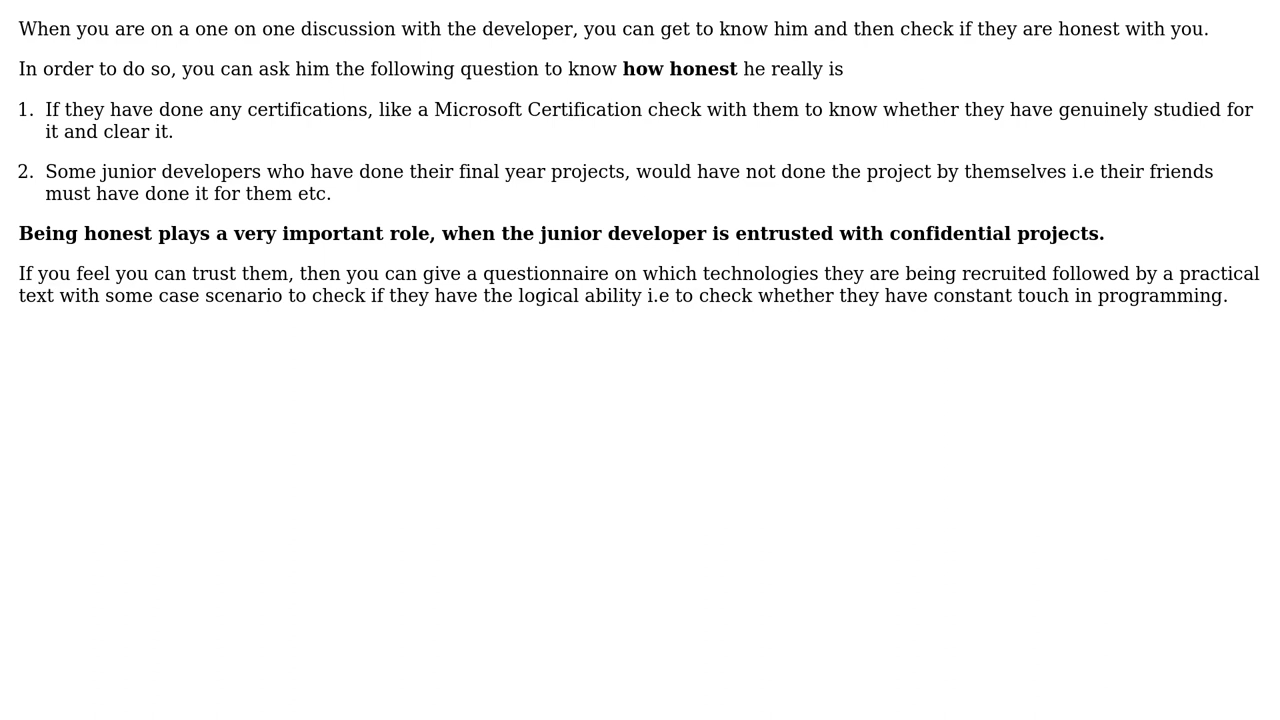 When you are on a one on one discussion with the developer, you can get to know him and then check if they are honest with you.
In order to do so, you can ask him the following question to know how honest he really is
1. If they have done any certifications, like a Microsoft Certification check with them to know whether they have genuinely studied for
it and clear it.
2. Some junior developers who have done their final year projects, would have not done the project by themselves i.e their friends
must have done it for them etc.
Being honest plays a very important role, when the junior developer is entrusted with confidential projects.
If you feel you can trust them, then you can give a questionnaire on which technologies they are being recruited followed by a practical
text with some case scenario to check if they have the logical ability i.e to check whether they have constant touch in programming.